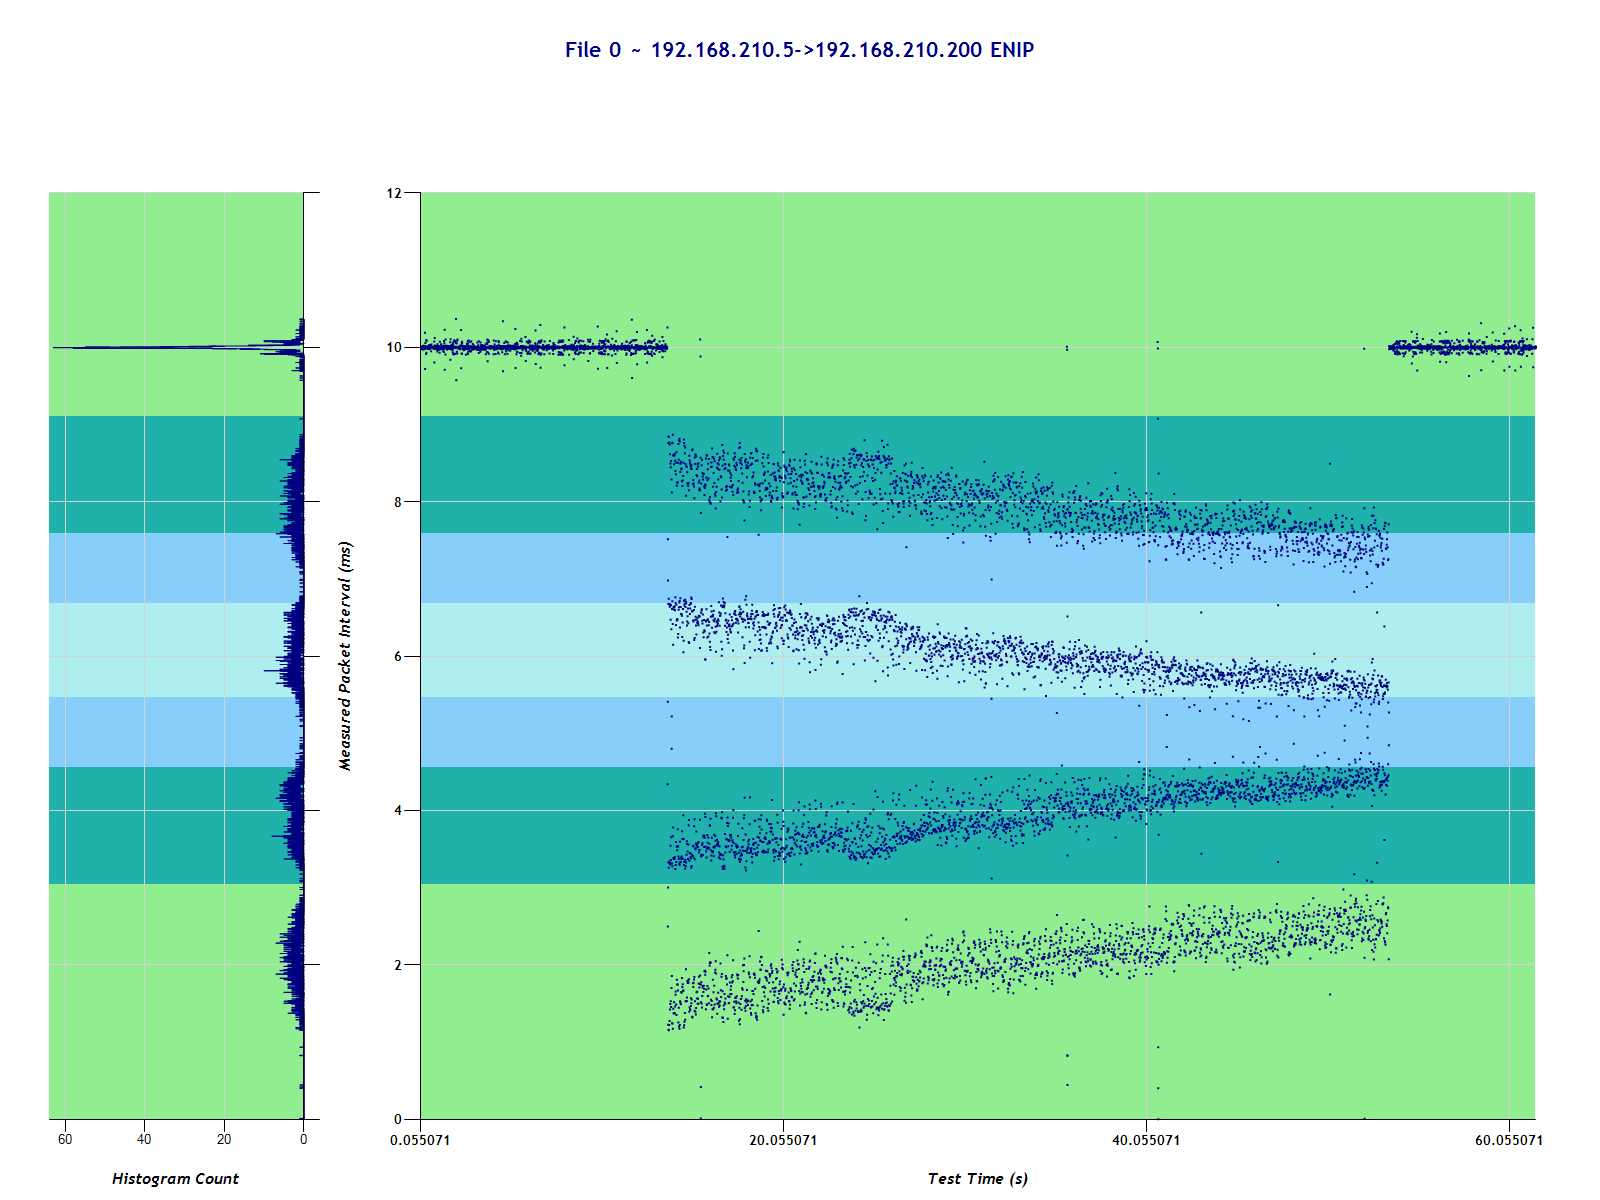 File 0 ~ 192.168.210.5->192.168.210.200 ENIP
12
10
8
6
4
2
0
Measured Packet Interval (ms)
60 40 20 0
0.055071 20.055071 40.055071 60.055071
Histogram Count
Test Time (s)